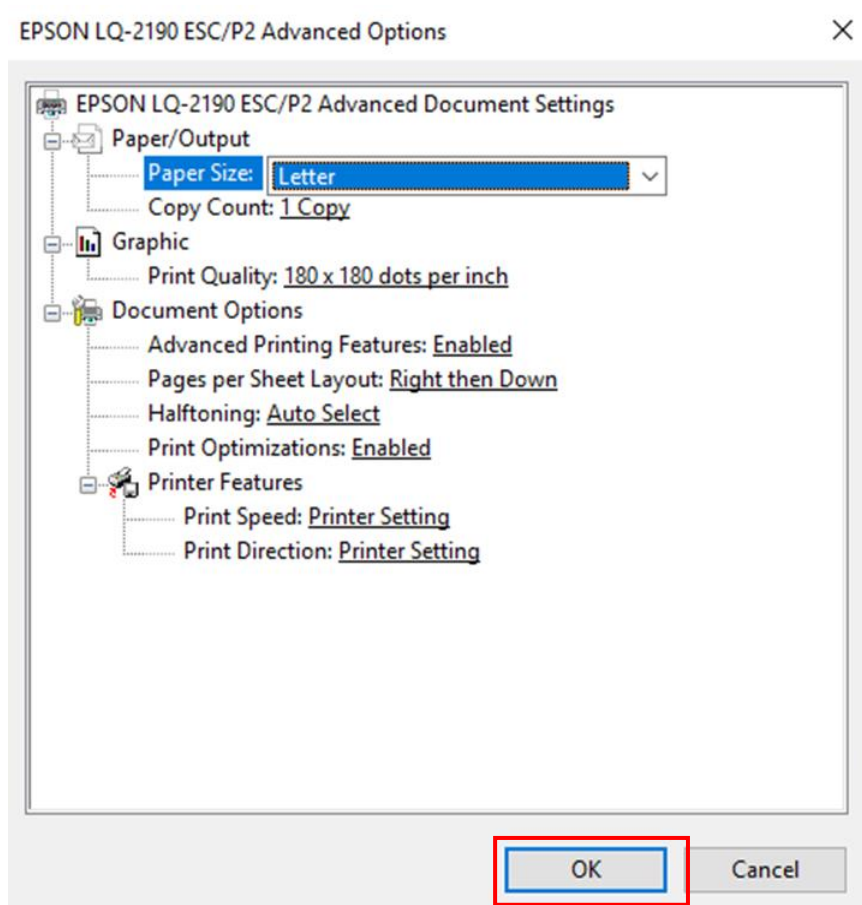 EPSON LQ-2190 ESC/P2 Advanced Options
EPSON LQ-2190 ESC/P2 Advanced Document Settings
Paper/Output
Paper Size: Letter
Copy Count: 1 Copy
Graphic
Print Quality: 180 x 180 dots per inch
Document Options
Advanced Printing Features: Enabled
Pages per Sheet Layout: Right then Down
Halftoning: Auto Select
Print Optimizations: Enabled
Printer Features
Print Speed: Printer Setting
Print Direction: Printer Setting
OK Cancel